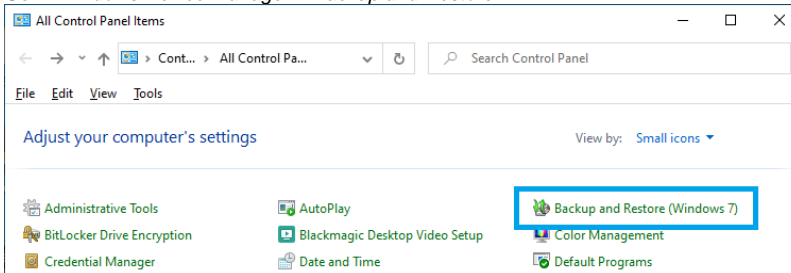 All Control Panel Items
Cont... > All Control Pa...
Search Control Panel
File Edit View Tools
Adjust your computer's settings
View by: Small icons
Administrative Tools
AutoPlay
Backup and Restore (Windows 7)
BitLocker Drive Encryption
Blackmagic Desktop Video Setup
Color Management
Credential Manager
Date and Time
Default Programs